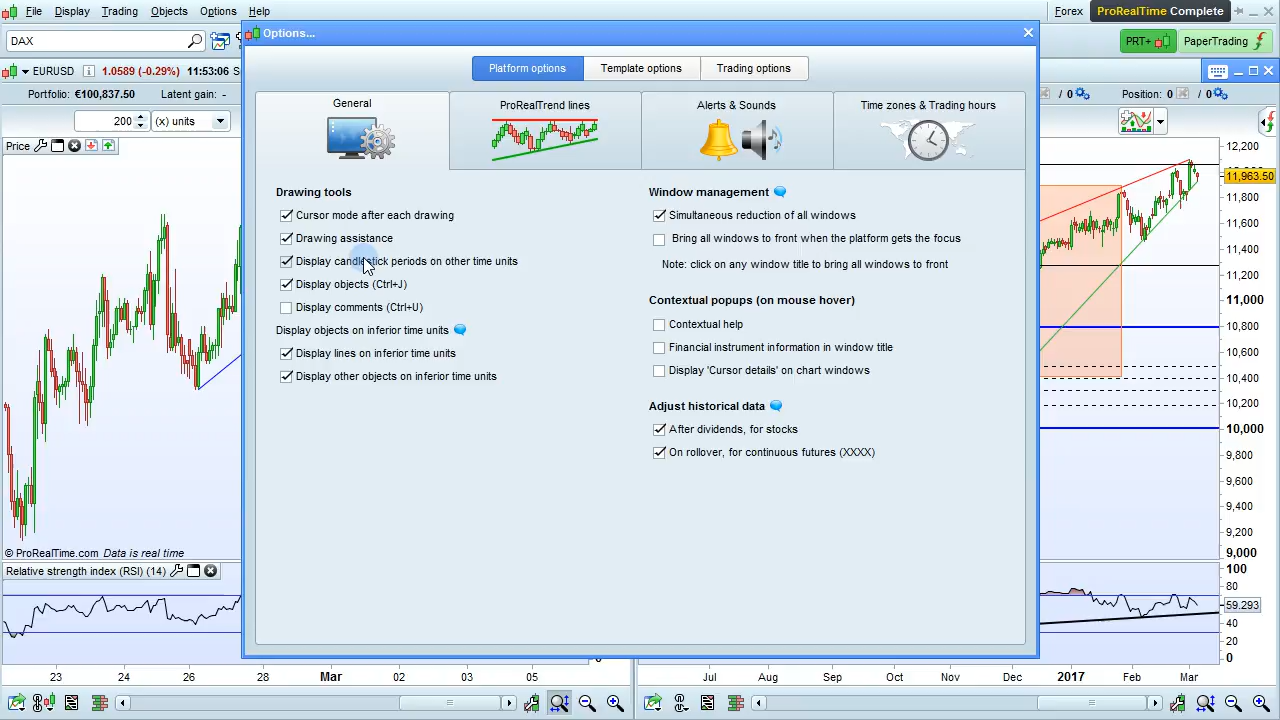 File Display Trading Objects Options Help
Forex ProRealTime Complete
DAX
PRT+ PaperTrading
EURUSD 1.0589 (-0.29%) 11:53:06 S
Portfolio: €100,837.50 Latent gain: -
/ 0 Position: 0 / 0
200 (x) units
Price
Options...
Platform options Template options Trading options
General ProRealTrend lines Alerts & Sounds Time zones & Trading hours
Drawing tools
Cursor mode after each drawing
Drawing assistance
Display candlestick periods on other time units
Display objects (Ctrl+J)
Display comments (Ctrl+U)
Display objects on inferior time units
Display lines on inferior time units
Display other objects on inferior time units
Window management
Simultaneous reduction of all windows
Bring all windows to front when the platform gets the focus
Note: click on any window title to bring all windows to front
Contextual popups (on mouse hover)
Contextual help
Financial instrument information in window title
Display 'Cursor details' on chart windows
Adjust historical data
After dividends, for stocks
On rollover, for continuous futures (XXXX)
12,200
11,963.50
11,800
11,600
11,400
11,200
11,000
10,800
10,600
10,400
10,200
10,000
9,800
9,600
9,400
9,200
9,000
© ProRealTime.com Data is real time
Relative strength index (RSI) (14)
100
80
59.293
40
20
0
23 24 26 28 Mar 01 02 03 05
Jul Aug Sep Oct Nov Dec 2017 Feb Mar